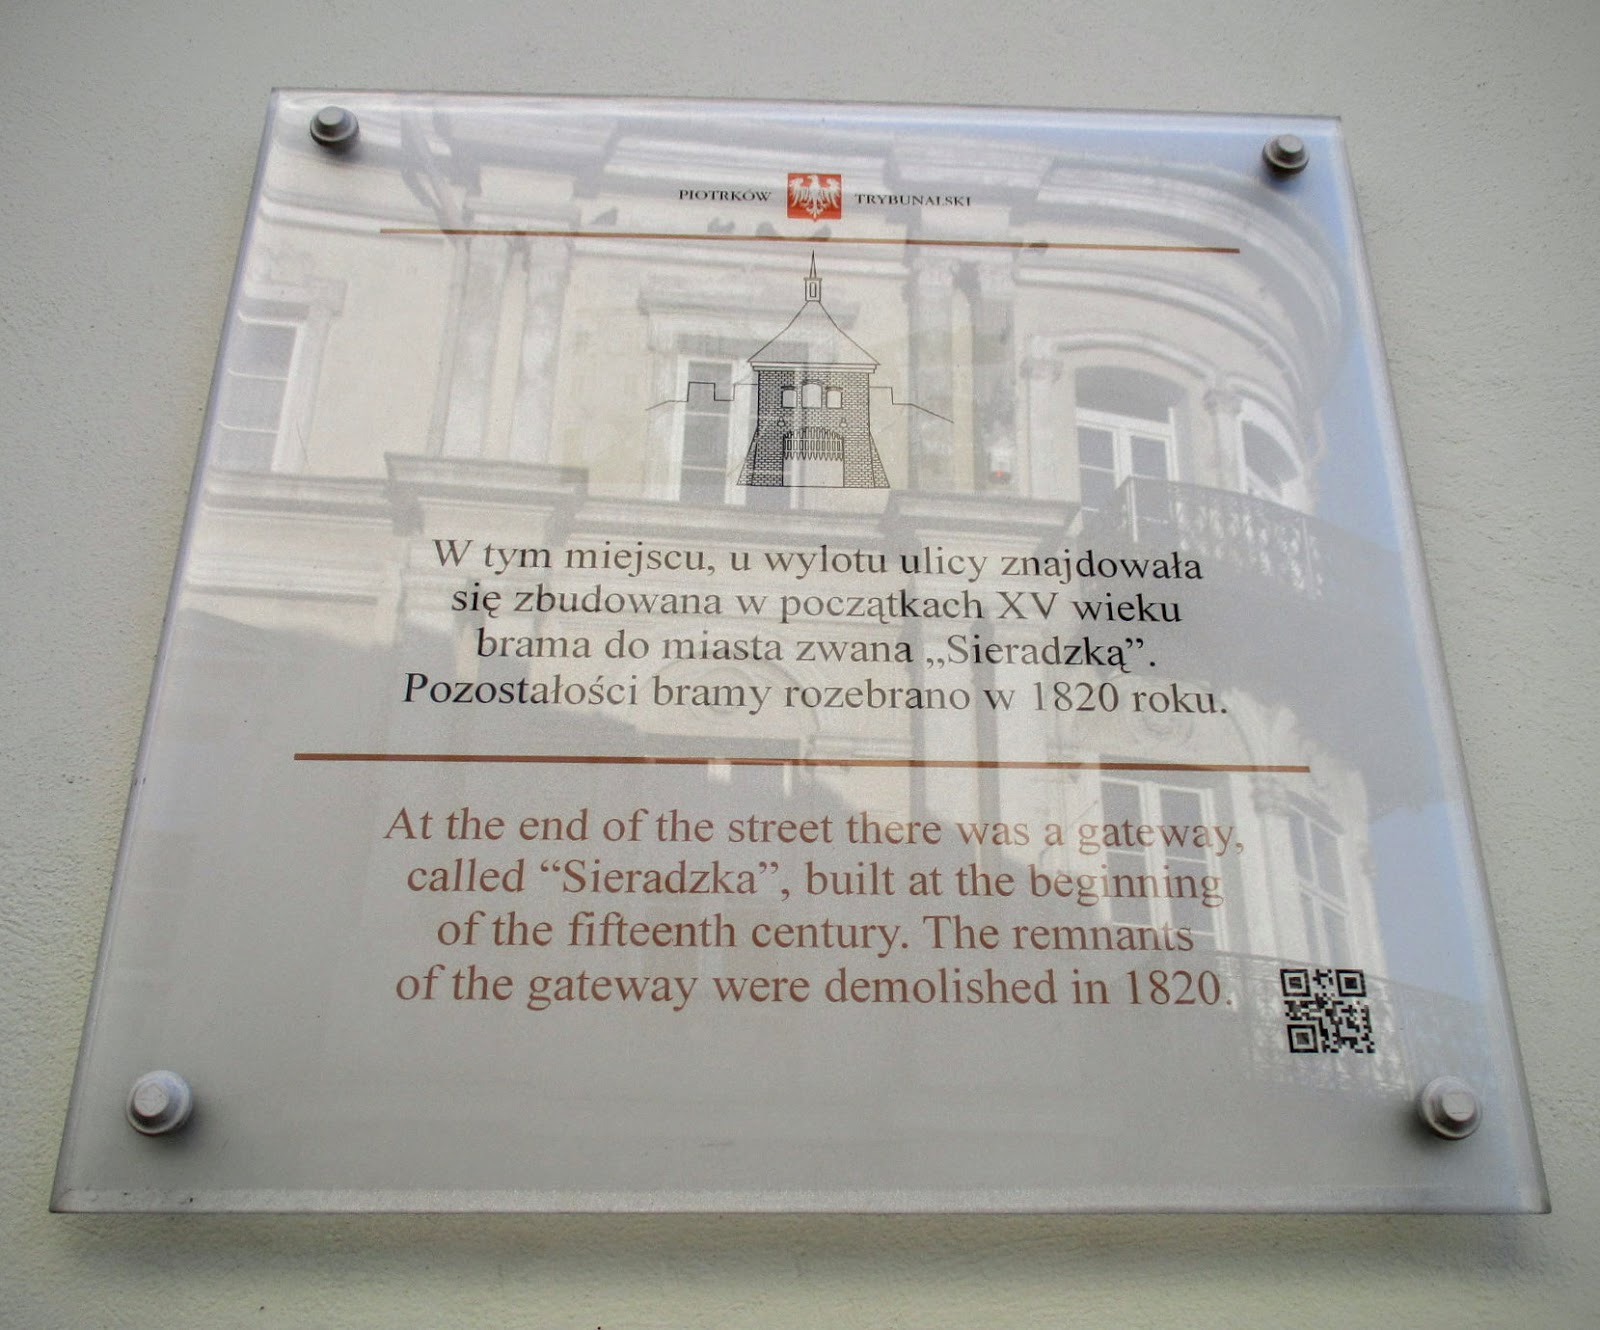 PIOTRKÓW TRYBUNALSKI
W tym miejscu, u wylotu ulicy znajdowała
się zbudowana w początkach XV wieku
brama do miasta zwana „Sieradzką”.
Pozostałości bramy rozebrano w 1820 roku.
At the end of the street there was a gateway,
called “Sieradzka”, built at the beginning
of the fifteenth century. The remnants
of the gateway were demolished in 1820.